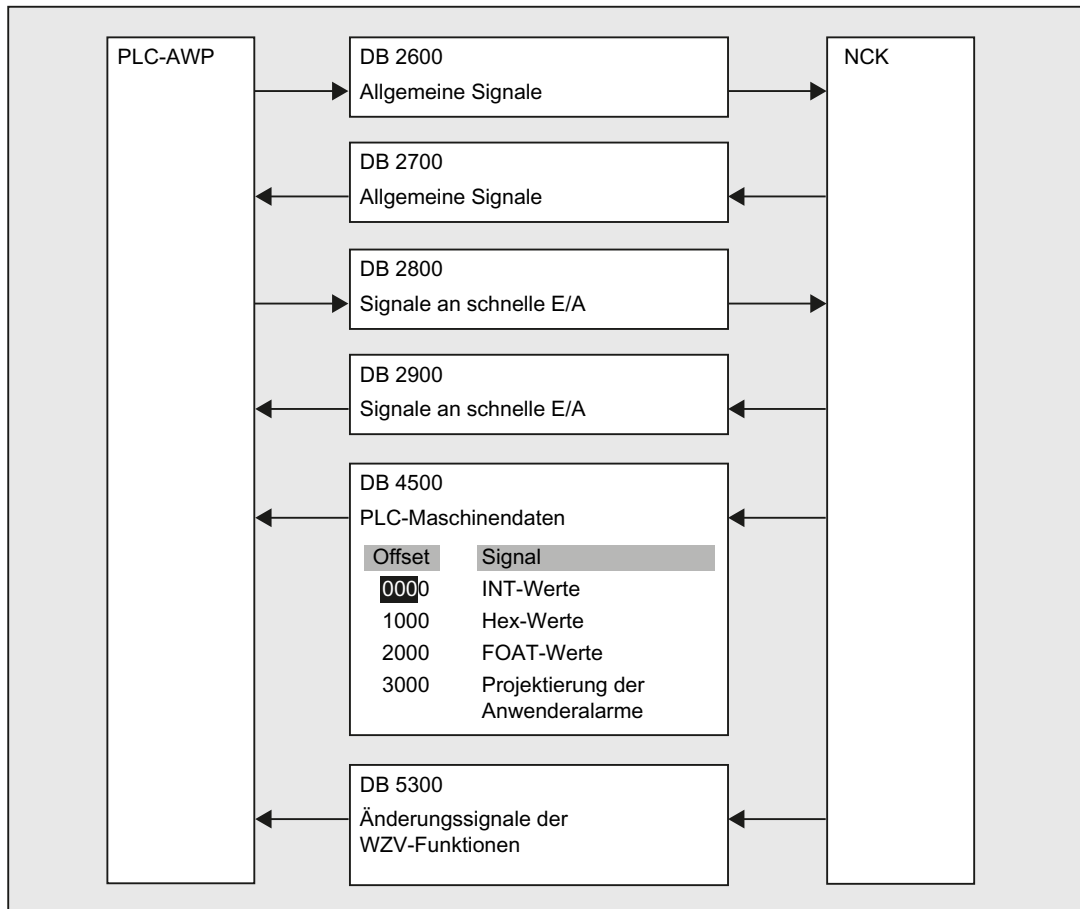 PLC-AWP
DB 2600
Allgemeine Signale
NCK
DB 2700
Allgemeine Signale
DB 2800
Signale an schnelle E/A
DB 2900
Signale an schnelle E/A
DB 4500
PLC-Maschinendaten
Offset Signal
0000 INT-Werte
1000 Hex-Werte
2000 FOAT-Werte
3000 Projektierung der
Anwenderalarme
DB 5300
Änderungssignale der
WZV-Funktionen